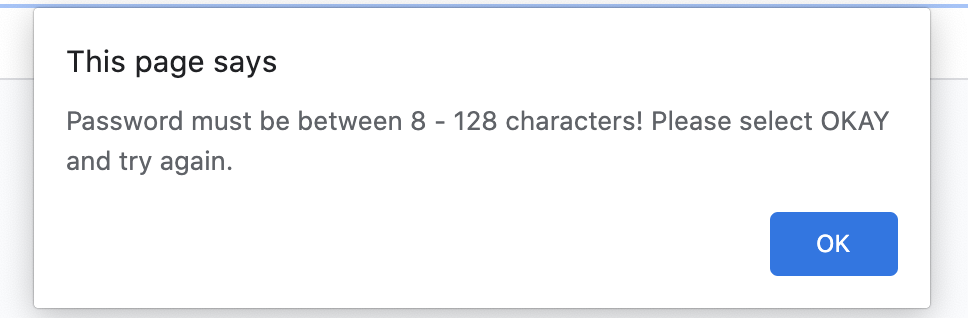 This page says
Password must be between 8 - 128 characters! Please select OKAY
and try again.
OK